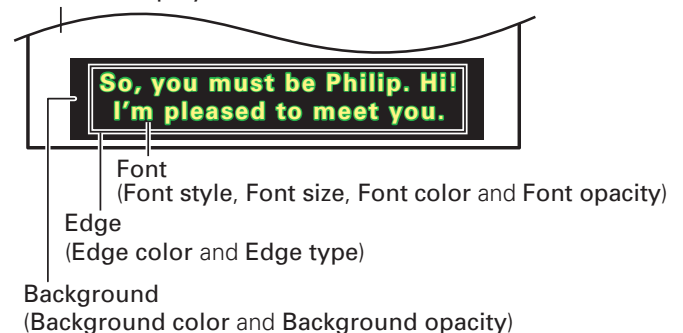 So, you must be Philip. Hi!
I'm pleased to meet you.
Font
(Font style, Font size, Font color and Font opacity)
Edge
(Edge color and Edge type)
Background
(Background color and Background opacity)